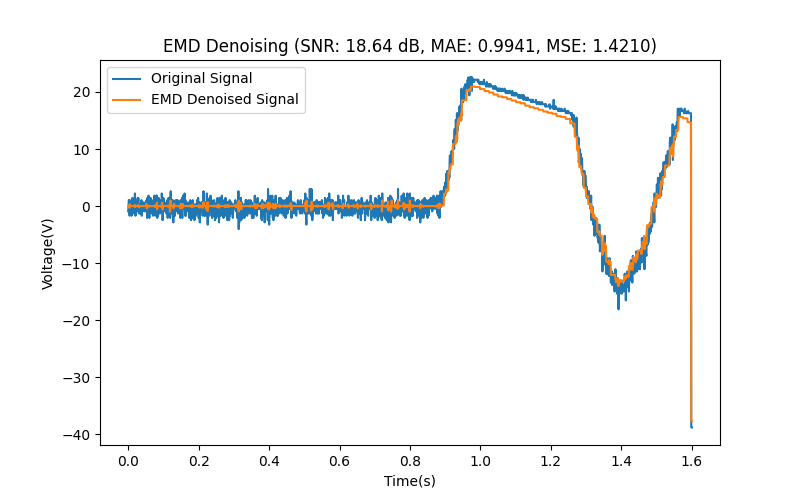 EMD Denoising (SNR: 18.64 dB, MAE: 0.9941, MSE: 1.4210)
Original Signal
EMD Denoised Signal
20
10
0
−10
−20
−30
−40
Voltage(V)
0.0 0.2 0.4 0.6 0.8 1.0 1.2 1.4 1.6
Time(s)